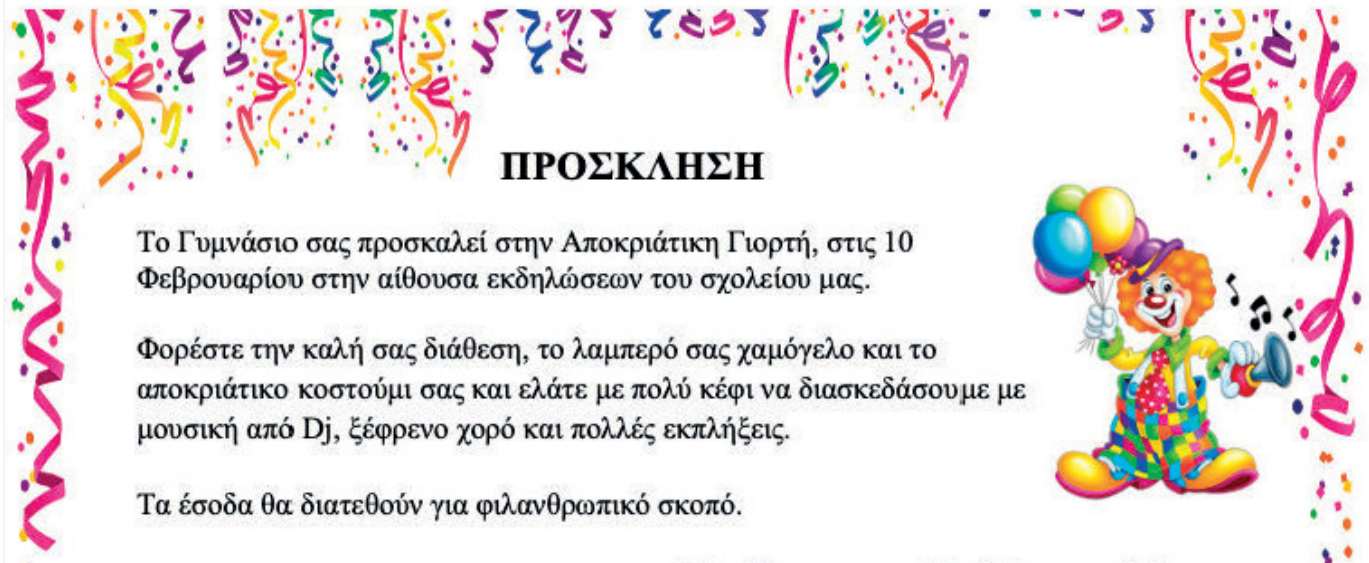 ΠΡΟΣΚΛΗΣΗ
Το Γυμνάσιο σας προσκαλεί στην Αποκριάτικη Γιορτή, στις 10
Φεβρουαρίου στην αίθουσα εκδηλώσεων του σχολείου μας.
Φορέστε την καλή σας διάθεση, το λαμπερό σας χαμόγελο και το
αποκριάτικο κοστούμι σας και ελάτε με πολύ κέφι να διασκεδάσουμε με
μουσική από Dj, ξέφρενο χορό και πολλές εκπλήξεις.
Τα έσοδα θα διατεθούν για φιλανθρωπικό σκοπό.